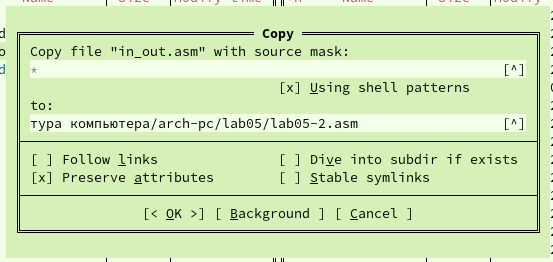 Copy
Copy file "in_out.asm" with source mask:
* [^]
[x] Using shell patterns
to:
тура компьютера/arch-pc/lab05/lab05-2.asm [^]
[ ] Follow links [ ] Dive into subdir if exists
[x] Preserve attributes [ ] Stable symlinks
[< OK >] [ Background ] [ Cancel ]